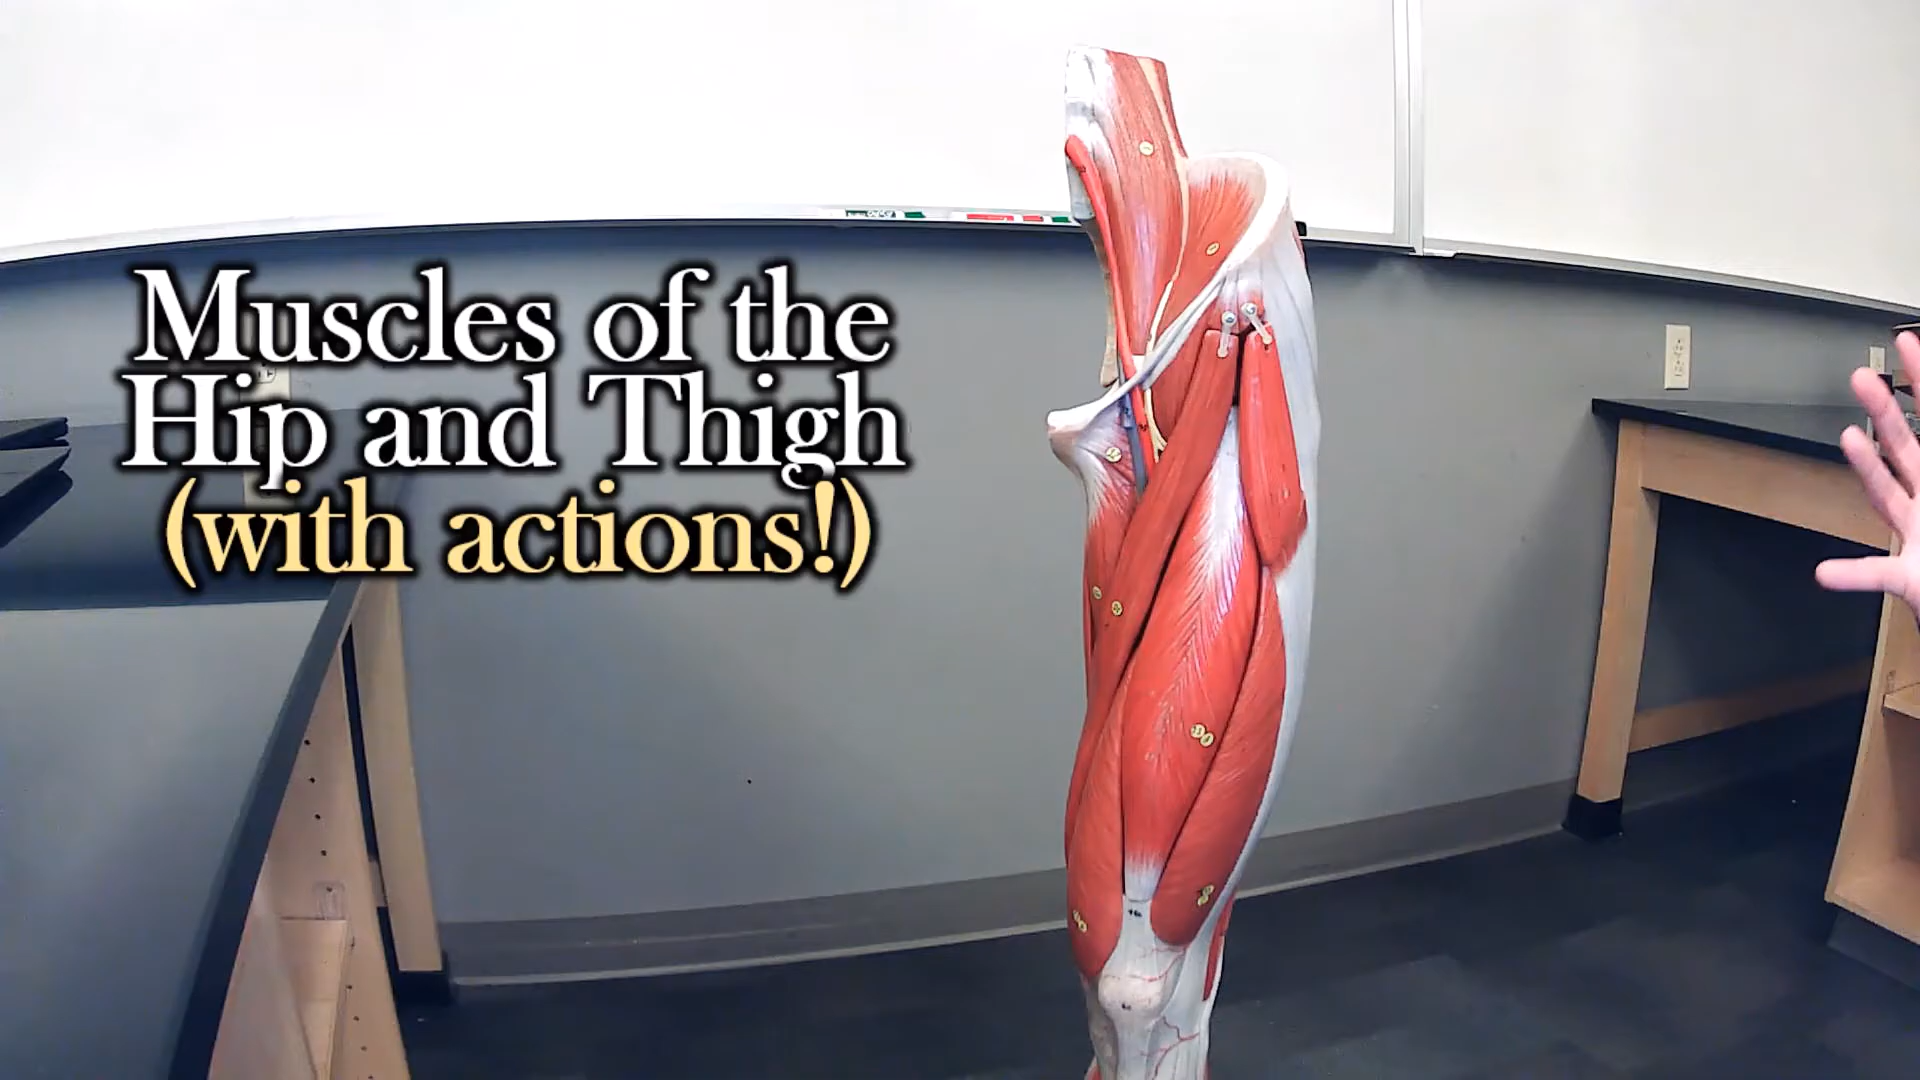 Muscles of the
Hip and Thigh
(with actions!)